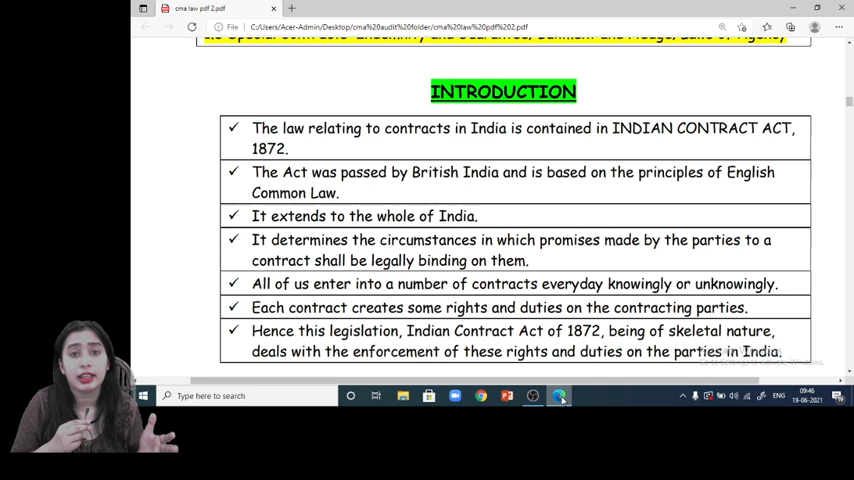 cma law pdf 2.pdf
File | C:/Users/Acer-Admin/Desktop/cma%20audit%20folder/cma%20law%20pdf%202.pdf
INTRODUCTION
✓ The law relating to contracts in India is contained in INDIAN CONTRACT ACT,
1872.
✓ The Act was passed by British India and is based on the principles of English
Common Law.
✓ It extends to the whole of India.
✓ It determines the circumstances in which promises made by the parties to a
contract shall be legally binding on them.
✓ All of us enter into a number of contracts everyday knowingly or unknowingly.
✓ Each contract creates some rights and duties on the contracting parties.
✓ Hence this legislation, Indian Contract Act of 1872, being of skeletal nature,
deals with the enforcement of these rights and duties on the parties in India.
Go to Settings to activate Windows.
Type here to search
ENG
09:46
19-06-2021